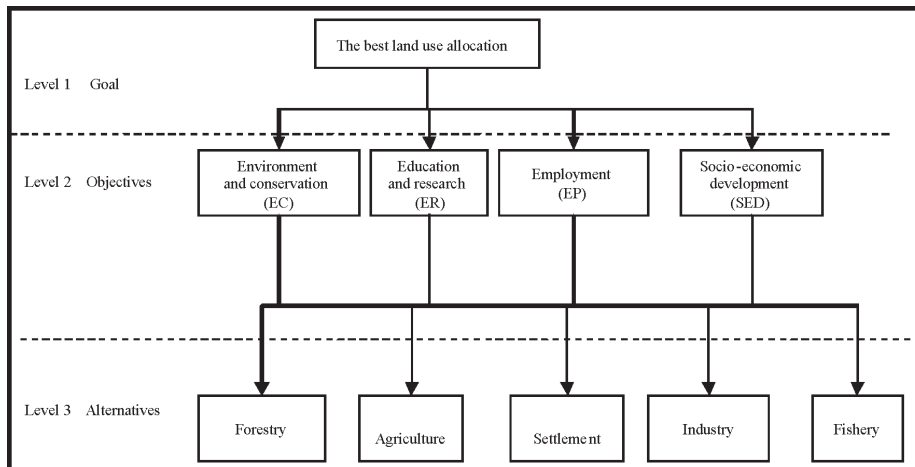 The best land use allocation
Level 1 Goal
Level 2 Objectives
Environment
and conservation
(EC)
Education
and research
(ER)
Employment
(EP)
Socio-economic
development
(SED)
Level 3 Alternatives
Forestry
Agriculture
Settlement
Industry
Fishery